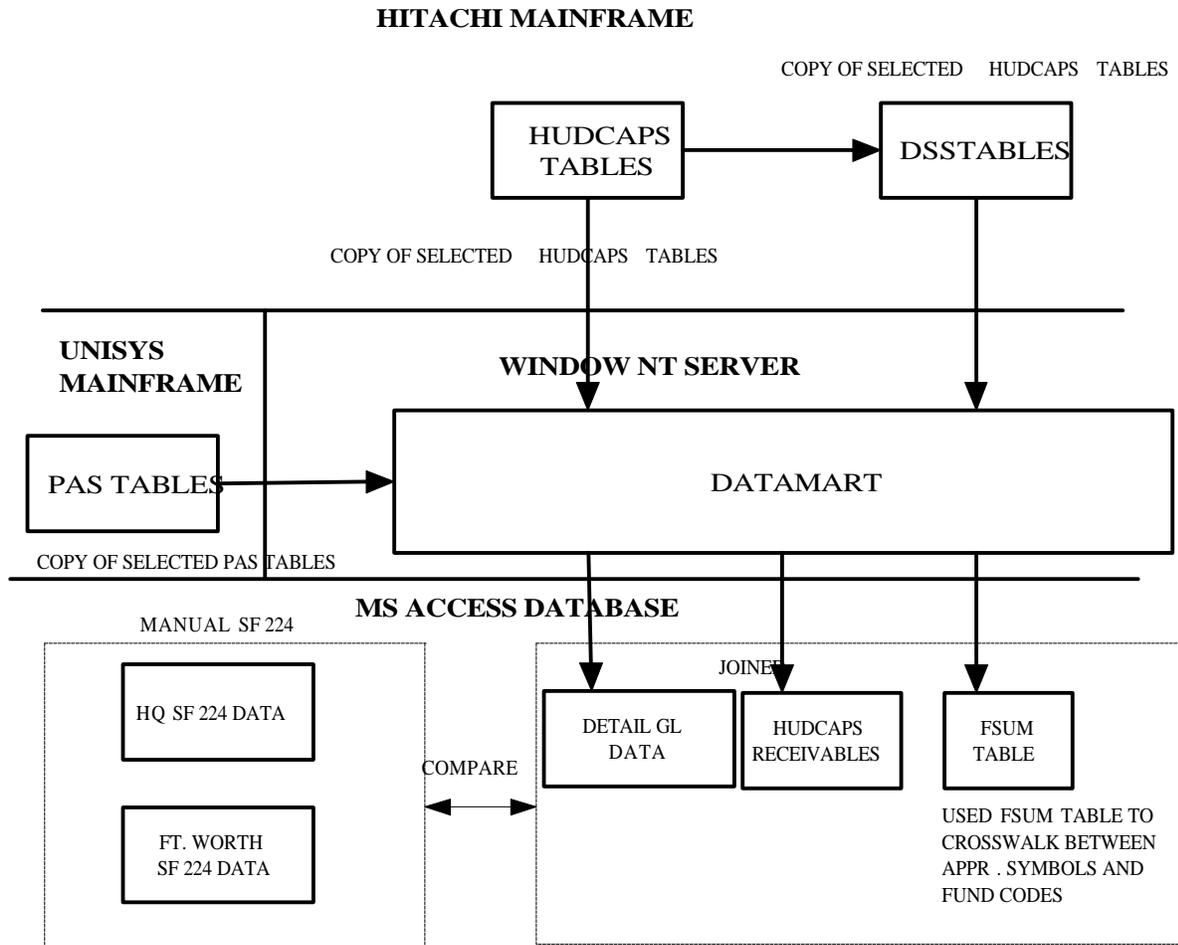 HITACHI MAINFRAME
COPY OF SELECTED HUDCAPS TABLES
HUDCAPS
TABLES
DSSTABLES
COPY OF SELECTED HUDCAPS TABLES
UNISYS
MAINFRAME
WINDOW NT SERVER
PAS TABLES
DATAMART
COPY OF SELECTED PAS TABLES
MS ACCESS DATABASE
MANUAL SF 224
JOINED
HQ SF 224 DATA
DETAIL GL
DATA
HUDCAPS
RECEIVABLES
FSUM
TABLE
COMPARE
FT. WORTH
SF 224 DATA
USED FSUM TABLE TO
CROSSWALK BETWEEN
APPR . SYMBOLS AND
FUND CODES